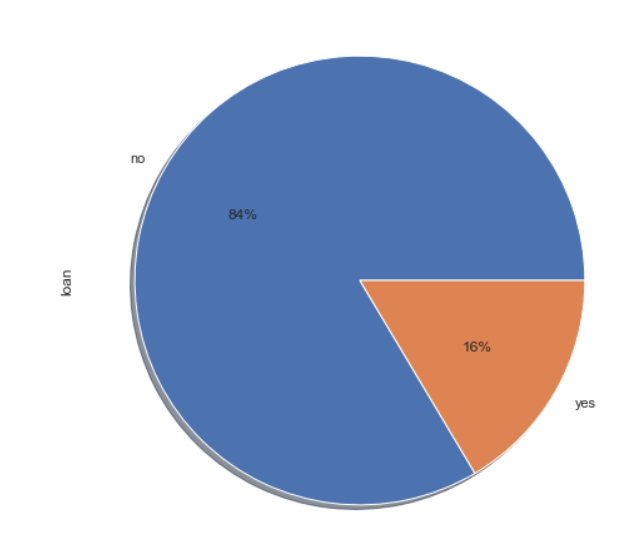 no
84%
loan
16%
yes